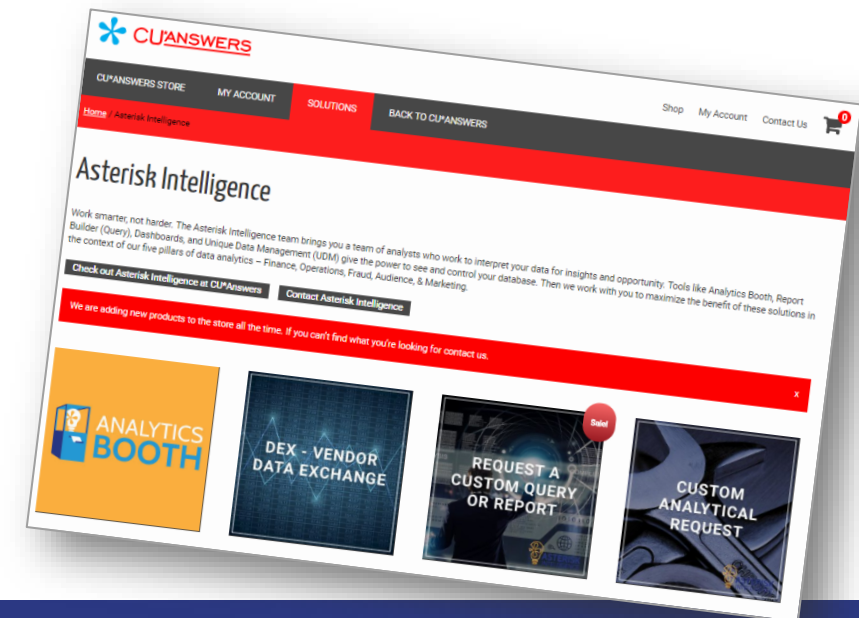 CU*ANSWERS
Shop My Account Contact Us 0
CU*ANSWERS STORE MY ACCOUNT SOLUTIONS BACK TO CU*ANSWERS
Home / Asterisk Intelligence
Asterisk Intelligence
Work smarter, not harder. The Asterisk Intelligence team brings you a team of analysts who work to interpret your data for insights and opportunity. Tools like Analytics Booth, Report
Builder (Query), Dashboards, and Unique Data Management (UDM) give the power to see and control your database. Then we work with you to maximize the benefit of these solutions in
the context of our five pillars of data analytics – Finance, Operations, Fraud, Audience, & Marketing.
Check out Asterisk Intelligence at CU*Answers Contact Asterisk Intelligence
We are adding new products to the store all the time. If you can't find what you're looking for contact us. x
ANALYTICS
BOOTH
DEX - VENDOR
DATA EXCHANGE
Sale!
REQUEST A
CUSTOM QUERY
OR REPORT
CUSTOM
ANALYTICAL
REQUEST